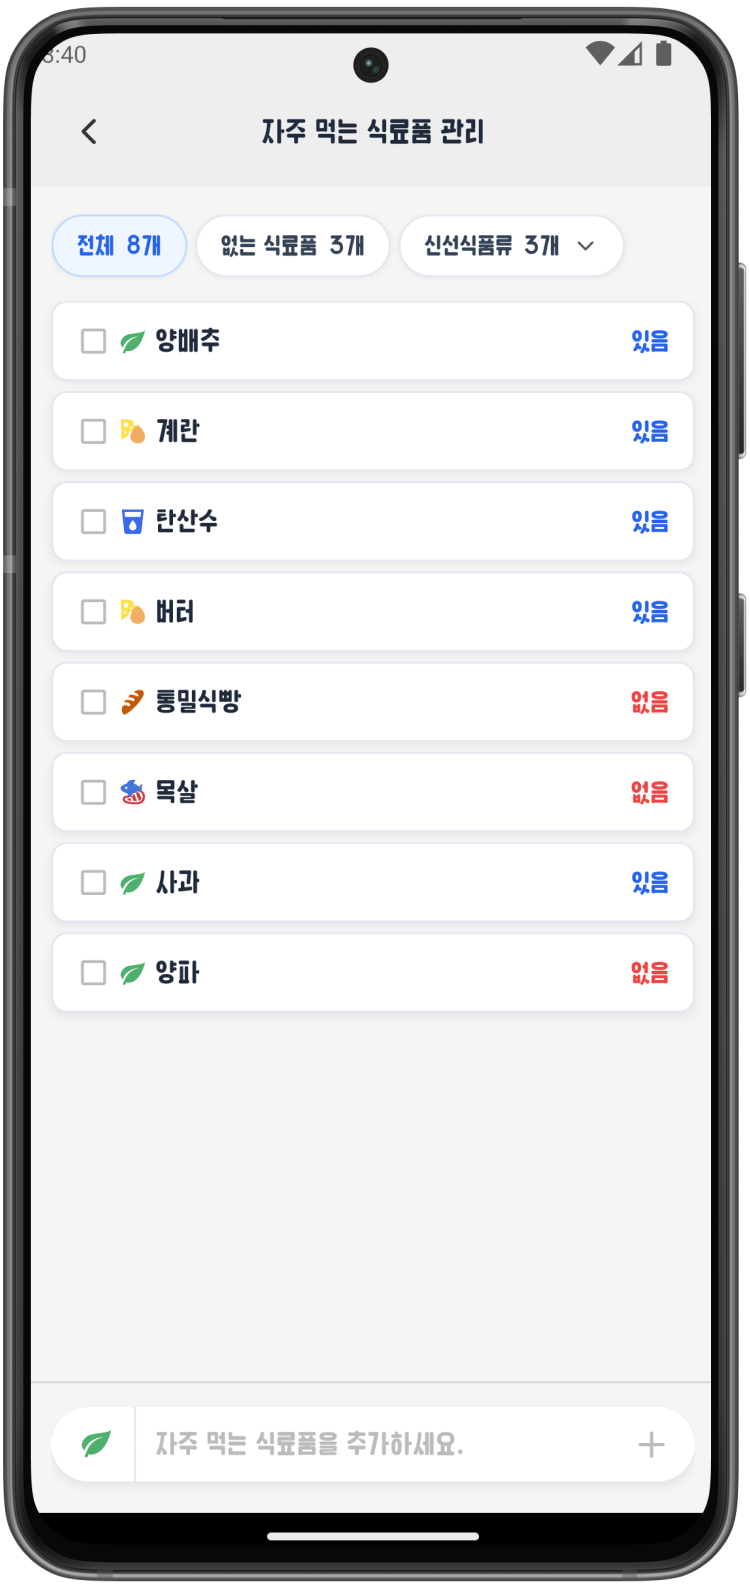 8:40
자주 먹는 식료품 관리
전체 8개 없는 식료품 3개 신선식품류 3개
양배추 있음
계란 있음
탄산수 있음
버터 있음
통밀식빵 없음
목살 없음
사과 있음
양파 없음
자주 먹는 식료품을 추가하세요.